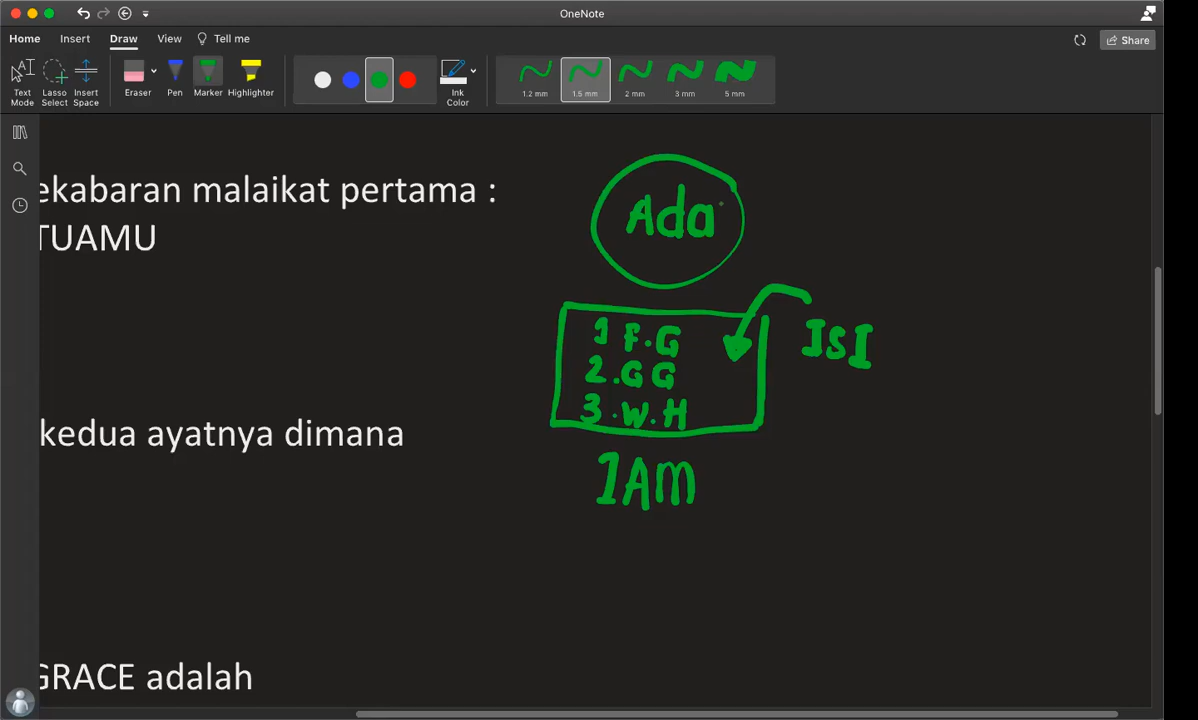 OneNote
Home Insert Draw View Tell me
Share
Text Mode
Lasso Select
Insert Space
Eraser
Pen
Marker
Highlighter
Ink Color
1.2 mm
1.5 mm
2 mm
3 mm
5 mm
ekabaran malaikat pertama :
TUAMU
Ada
1 F.G
2.GG
3.W.H
ISI
kedua ayatnya dimana
IAM
GRACE adalah